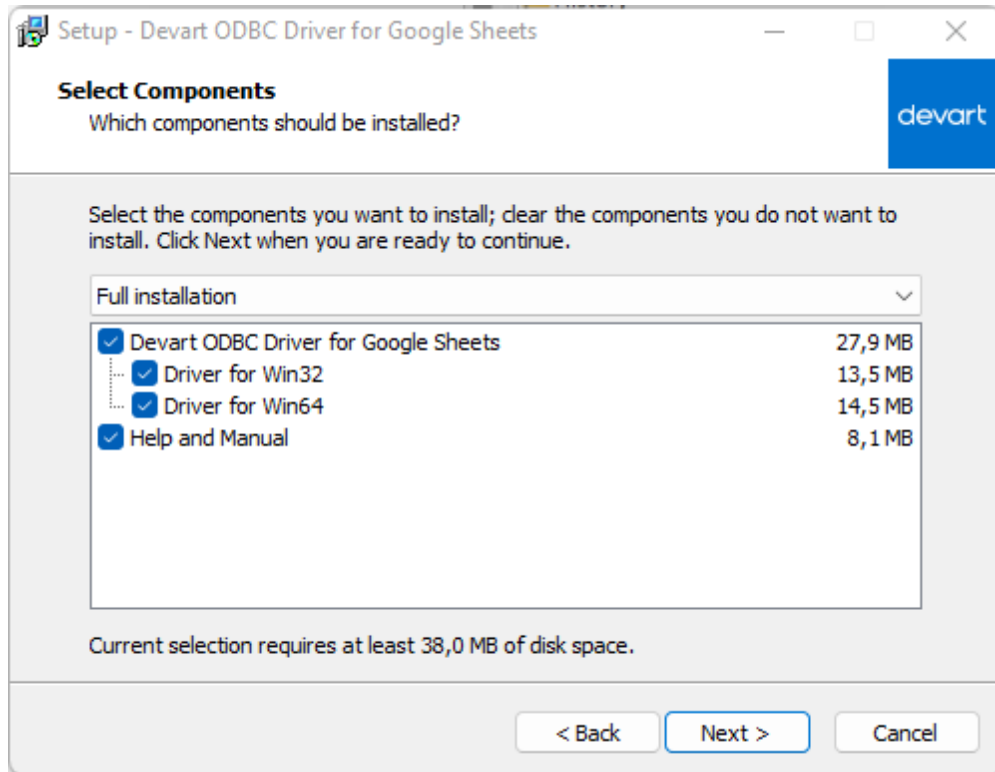 Setup - Devart ODBC Driver for Google Sheets
Select Components
Which components should be installed?
devart
Select the components you want to install; clear the components you do not want to
install. Click Next when you are ready to continue.
Full installation
Devart ODBC Driver for Google Sheets 27,9 MB
Driver for Win32 13,5 MB
Driver for Win64 14,5 MB
Help and Manual 8,1 MB
Current selection requires at least 38,0 MB of disk space.
< Back Next > Cancel